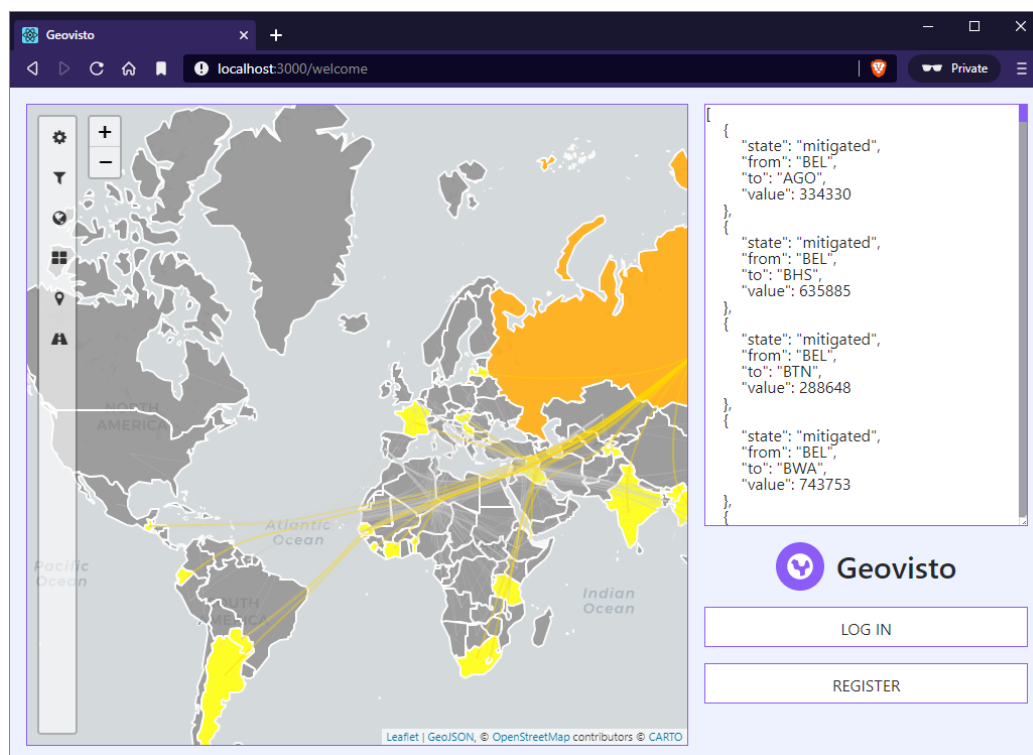 Geovisto
localhost:3000/welcome
Private
+
−
NORTH
AMERICA
Atlantic
Ocean
Pacific
Ocean
SOUTH
AMERICA
Indian
Ocean
Leaflet | GeoJSON, © OpenStreetMap contributors © CARTO
[
{
"state": "mitigated",
"from": "BEL",
"to": "AGO",
"value": 334330
},
{
"state": "mitigated",
"from": "BEL",
"to": "BHS",
"value": 635885
},
{
"state": "mitigated",
"from": "BEL",
"to": "BTN",
"value": 288648
},
{
"state": "mitigated",
"from": "BEL",
"to": "BWA",
"value": 743753
},
{
Geovisto
LOG IN
REGISTER